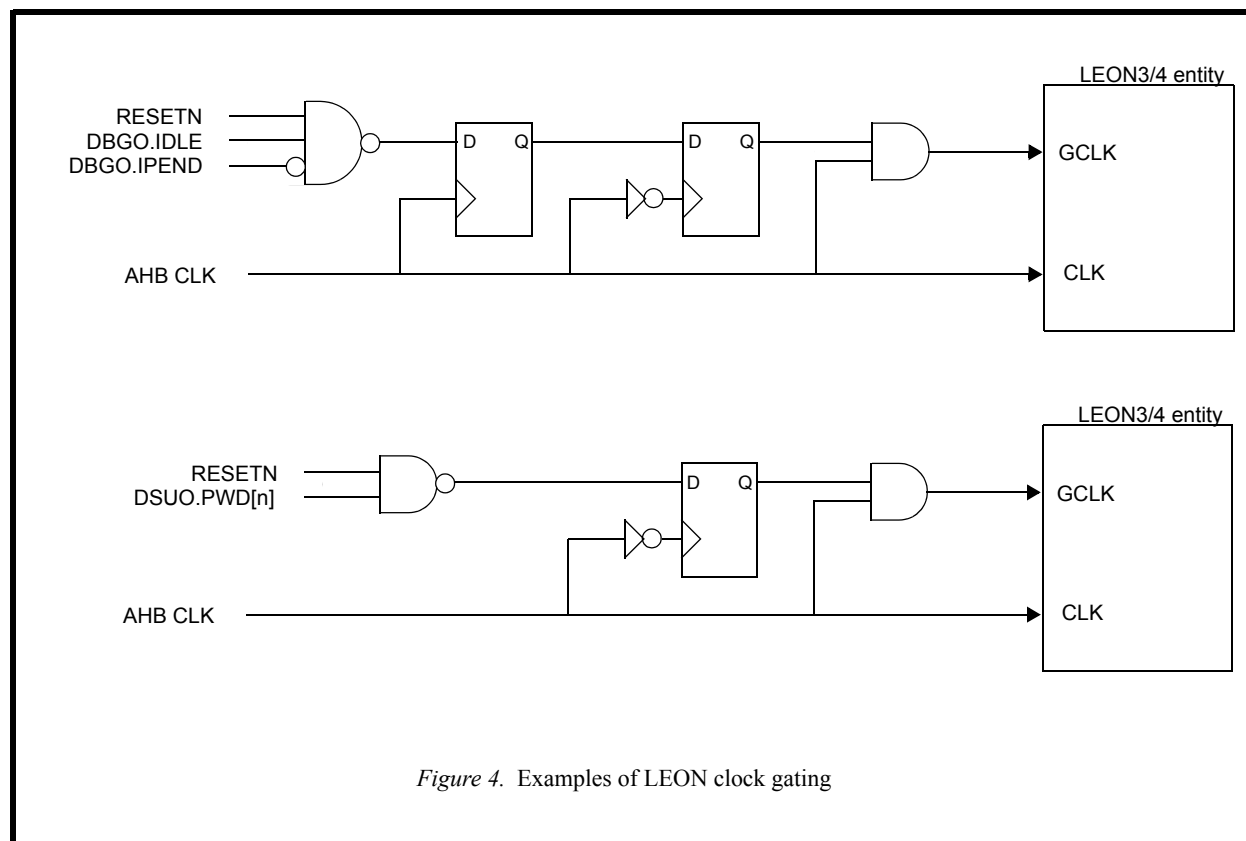 LEON3/4 entity
RESETN
DBGO.IDLE
DBGO.IPEND
D Q
D Q
GCLK
AHB CLK
CLK
LEON3/4 entity
RESETN
DSUO.PWD[n]
D Q
GCLK
AHB CLK
CLK
Figure 4. Examples of LEON clock gating